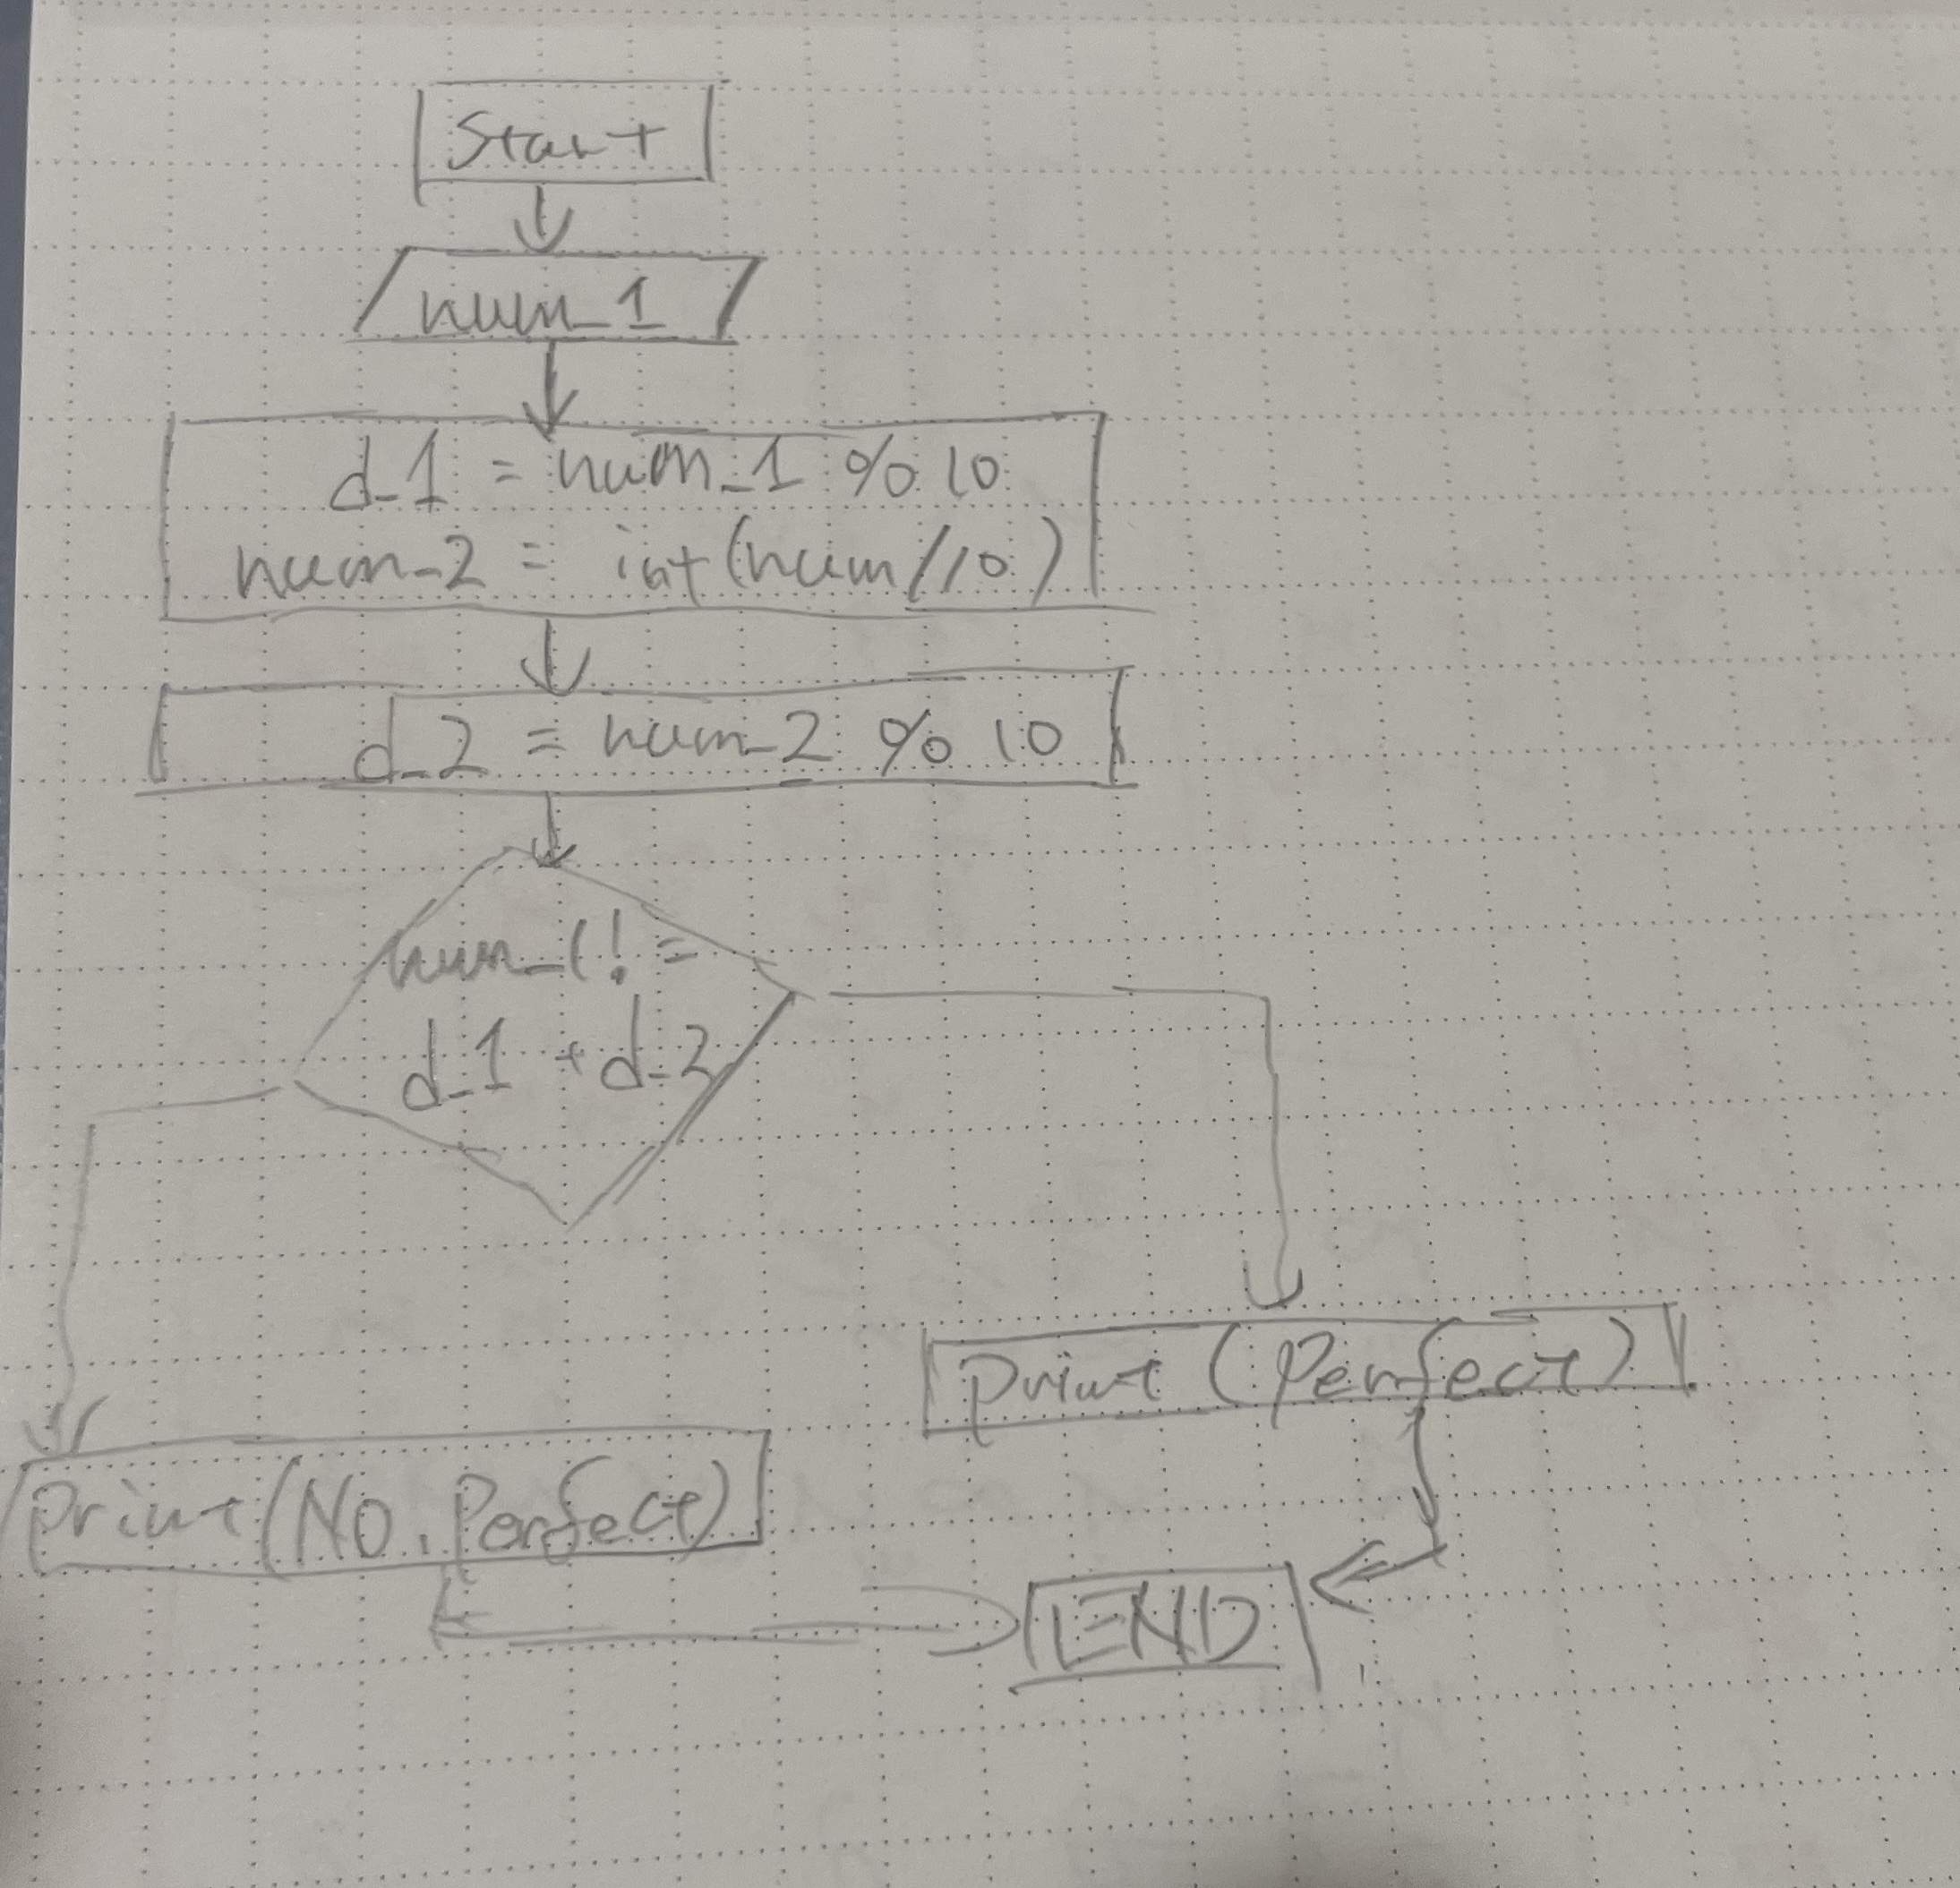 Start
num_1
d_1 = num_1 % 10
num_2 = int(num/10)
d_2 = num_2 % 10
num_1 ! =
d_1 + d_2
print (Perfect)
print (No. Perfect)
END